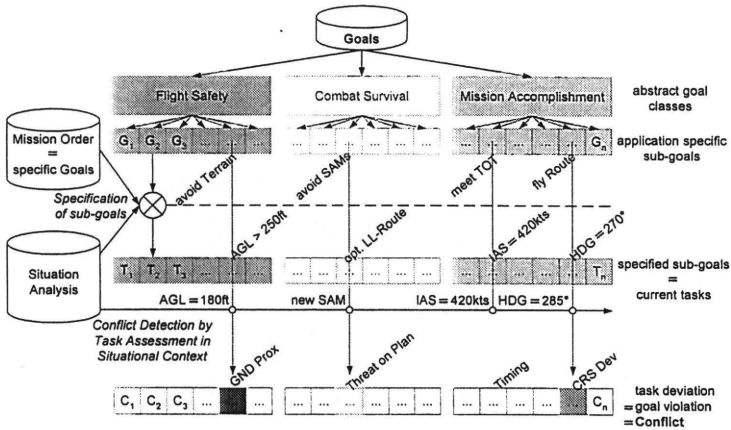 Goals
Flight Safety
Combat Survival
Mission Accomplishment
abstract goal
classes
Mission Order
=
specific Goals
G1 G2 G3 ... ... ...
... ... ... ... ... ...
... ... ... ... ... Gn
application specific
sub-goals
avoid Terrain
avoid SAMs
meet TOT
fly Route
Specification
of sub-goals
AGL > 250ft
opt. LL-Route
IAS = 420kts
HDG = 270°
Situation
Analysis
T1 T2 T3 ... ... ...
... ... ... ... ... ...
... ... ... ... ... Tn
specified sub-goals
=
current tasks
AGL = 180ft
new SAM
IAS = 420kts
HDG = 285°
Conflict Detection by
Task Assessment in
Situational Context
GND Prox
Threat on Plan
Timing
CRS Dev
C1 C2 C3 ... ...
... ... ... ... ... ...
... ... ... ... ... Cn
task deviation
= goal violation
= Conflict